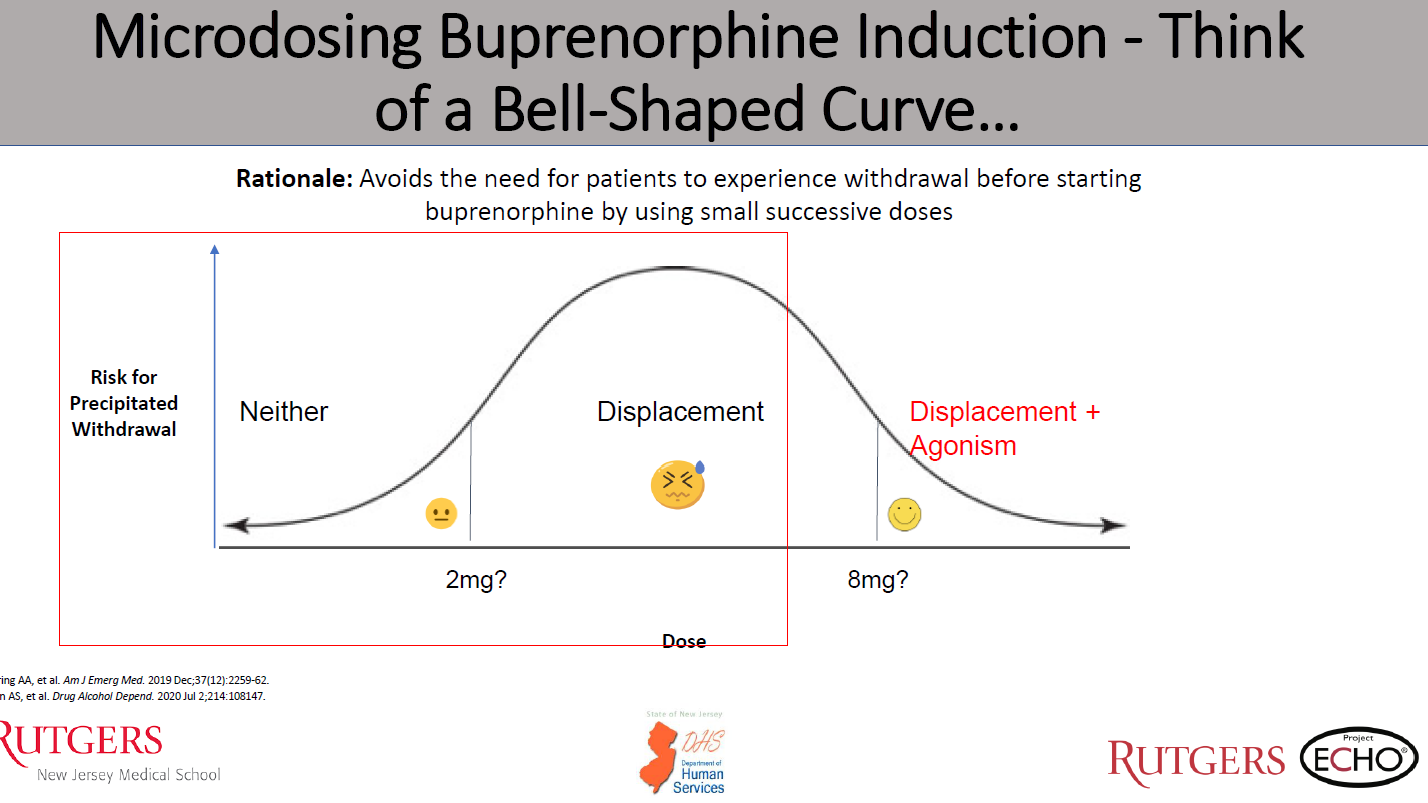 Microdosing Buprenorphine Induction - Think
of a Bell-Shaped Curve...
Rationale: Avoids the need for patients to experience withdrawal before starting
buprenorphine by using small successive doses
Risk for
Precipitated
Withdrawal
Neither
Displacement
Displacement +
Agonism
2mg?
8mg?
Dose
AA, et al. Am J Emerg Med. 2019 Dec;37(12):2259-62.
AS, et al. Drug Alcohol Depend. 2020 Jul 2;214:108147.
RUTGERS
New Jersey Medical School
State of New Jersey
DHS
Department of
Human
Services
RUTGERS
Project
ECHO®